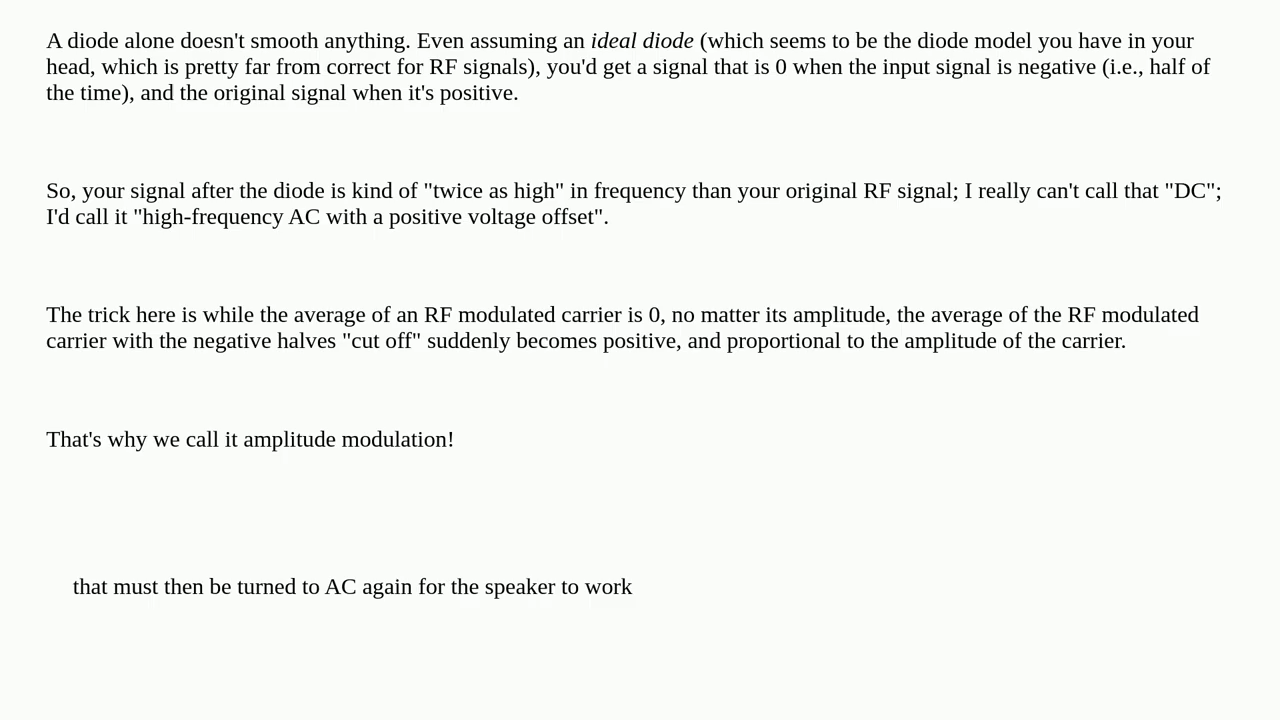 A diode alone doesn't smooth anything. Even assuming an ideal diode (which seems to be the diode model you have in your
head, which is pretty far from correct for RF signals), you'd get a signal that is 0 when the input signal is negative (i.e., half of
the time), and the original signal when it's positive.
So, your signal after the diode is kind of "twice as high" in frequency than your original RF signal; I really can't call that "DC";
I'd call it "high-frequency AC with a positive voltage offset".
The trick here is while the average of an RF modulated carrier is 0, no matter its amplitude, the average of the RF modulated
carrier with the negative halves "cut off" suddenly becomes positive, and proportional to the amplitude of the carrier.
That's why we call it amplitude modulation!
that must then be turned to AC again for the speaker to work